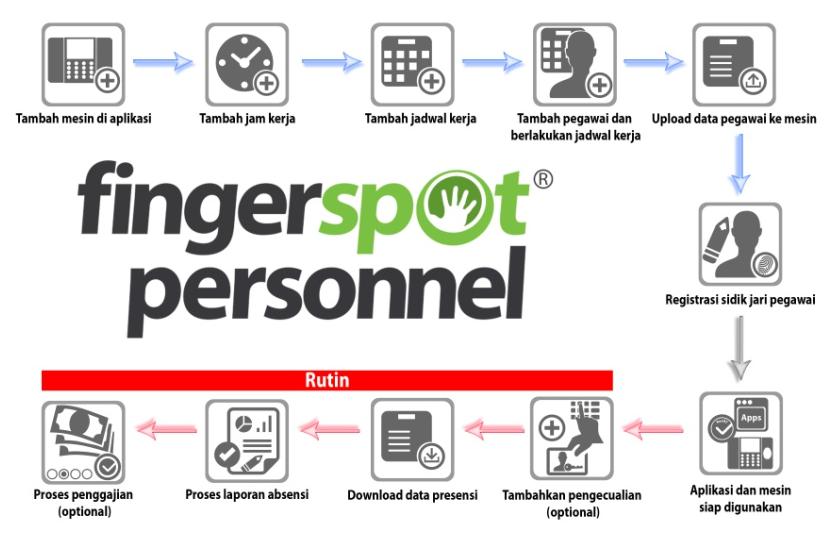 Tambah mesin di aplikasi
Tambah jam kerja
Tambah jadwal kerja
Tambah pegawai dan
berlakukan jadwal kerja
Upload data pegawai ke mesin
fingerspot®
personnel
Registrasi sidik jari pegawai
Rutin
Apps
Proses penggajian
(optional)
Proses laporan absensi
Download data presensi
Tambahkan pengecualian
(optional)
Aplikasi dan mesin
siap digunakan